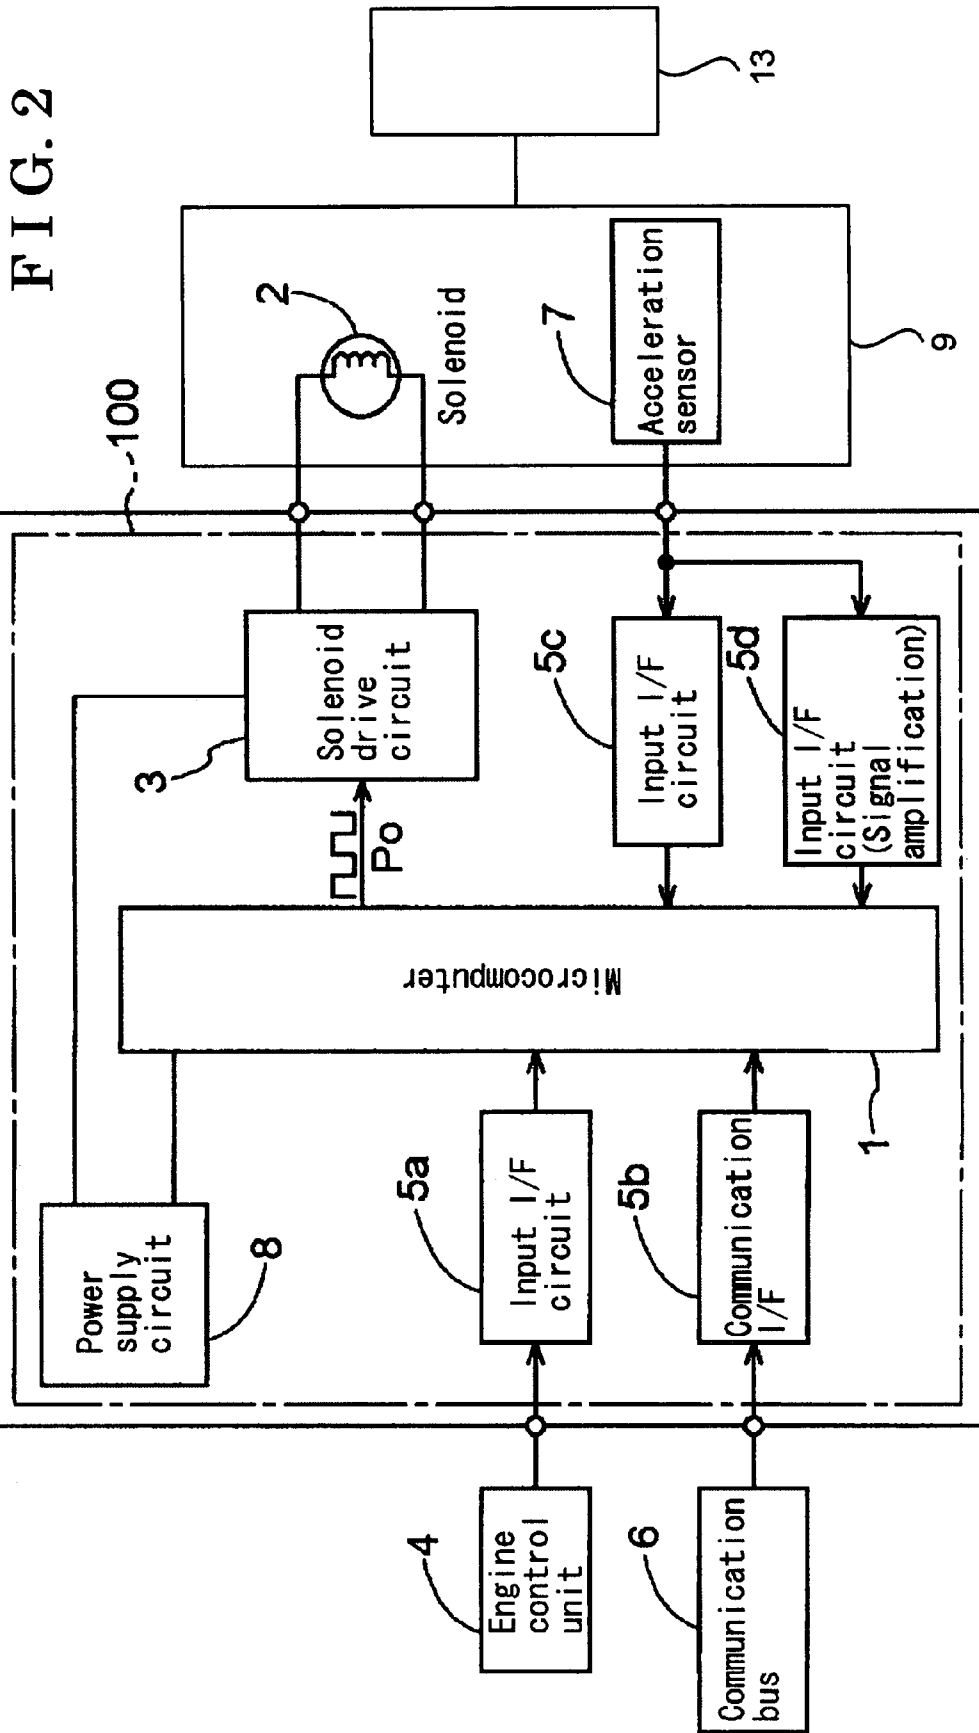 FIG. 2
100
8
Power
supply
circuit
3
Solenoid
drive
circuit
2
Solenoid
Po
13
Microcomputer
4
Engine
control
unit
5a
Input I/F
circuit
5c
Input I/F
circuit
7
Acceleration
sensor
6
Communication
bus
5b
Communication
I/F
1
5d
Input I/F
circuit
(Signal
amplification)
9